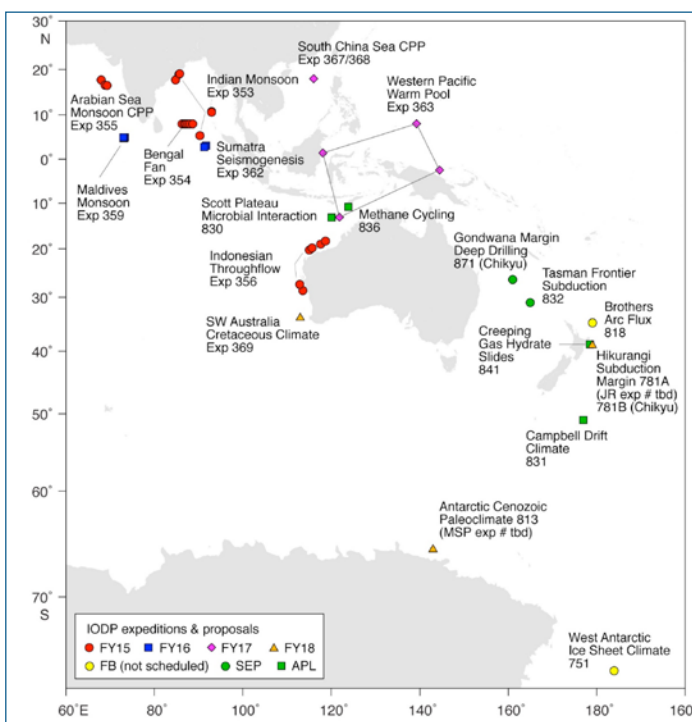 30°
N
20°
10°
0°
10°
20°
30°
40°
50°
60°
70°
S
South China Sea CPP
Exp 367/368
Indian Monsoon
Exp 353
Western Pacific
Warm Pool
Exp 363
Arabian Sea
Monsoon CPP
Exp 355
Bengal
Fan
Exp 354
Sumatra
Seismogenesis
Exp 362
Maldives
Monsoon
Exp 359
Scott Plateau
Microbial Interaction
830
Methane Cycling
836
Gondwana Margin
Deep Drilling
871 (Chikyu)
Tasman Frontier
Subduction
832
Indonesian
Throughflow
Exp 356
Brothers
Arc Flux
818
SW Australia
Cretaceous Climate
Exp 369
Creeping
Gas Hydrate
Slides
841
Hikurangi
Subduction
Margin 781A
(JR exp # tbd)
781B (Chikyu)
Campbell Drift
Climate
831
Antarctic Cenozoic
Paleoclimate 813
(MSP exp # tbd)
West Antarctic
Ice Sheet Climate
751
IODP expeditions & proposals
FY15 FY16 FY17 FY18
FB (not scheduled) SEP APL
60°E 80° 100° 120° 140° 160° 180° 160